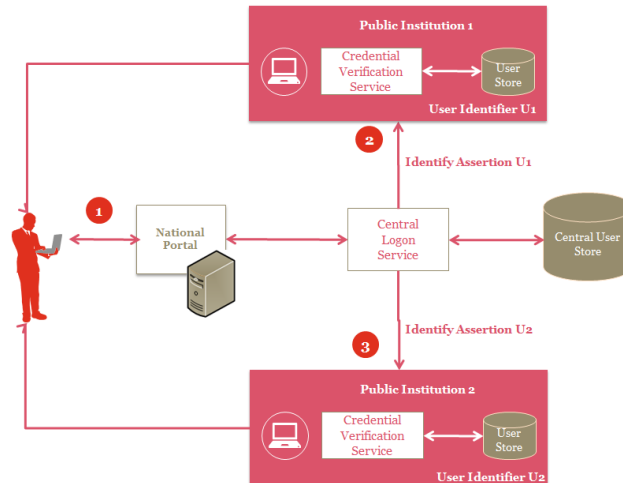 Public Institution 1
Credential
Verification
Service
User
Store
User Identifier U1
2
Identify Assertion U1
1
National
Portal
Central
Logon
Service
Central User
Store
3
Identify Assertion U2
Public Institution 2
Credential
Verification
Service
User
Store
User Identifier U2